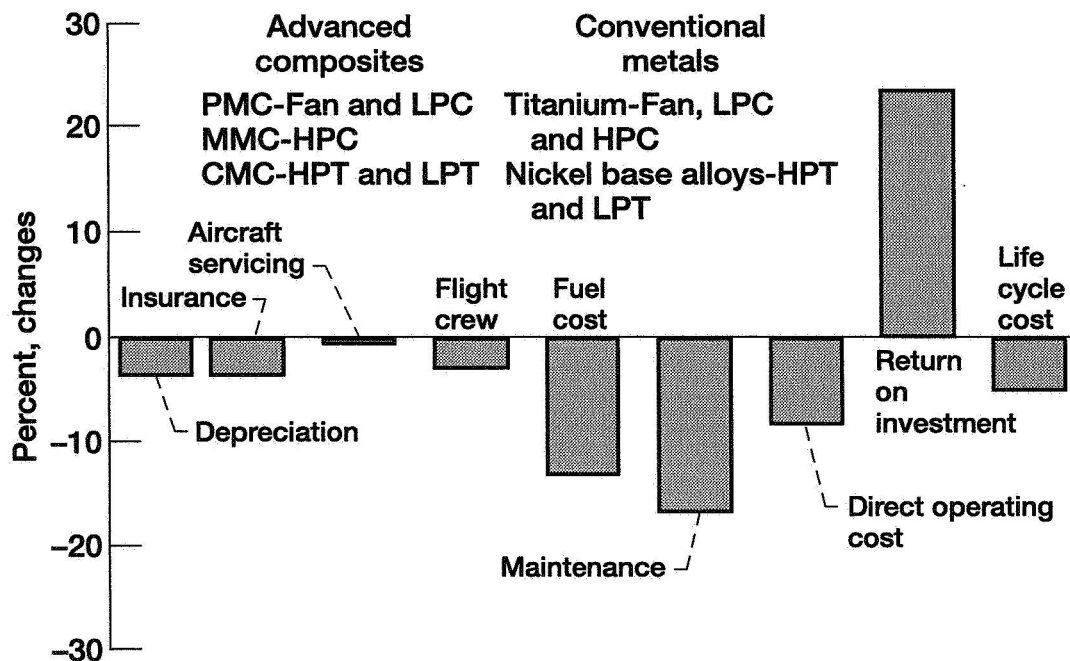 30
20
10
0
–10
–20
–30
Percent, changes
Advanced
composites
PMC-Fan and LPC
MMC-HPC
CMC-HPT and LPT
Conventional
metals
Titanium-Fan, LPC
and HPC
Nickel base alloys-HPT
and LPT
Aircraft
servicing
Insurance
Depreciation
Flight
crew
Fuel
cost
Maintenance
Direct operating
cost
Return
on
investment
Life
cycle
cost